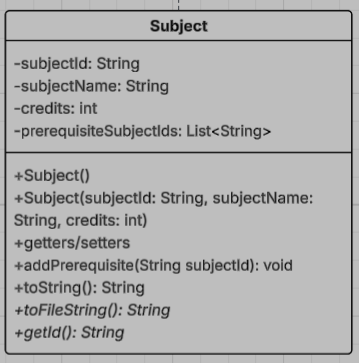 Subject
-subjectId: String
-subjectName: String
-credits: int
-prerequisiteSubjectIds: List<String>
+Subject()
+Subject(subjectId: String, subjectName:
String, credits: int)
+getters/setters
+addPrerequisite(String subjectId): void
+toString(): String
+toFileString(): String
+getId(): String